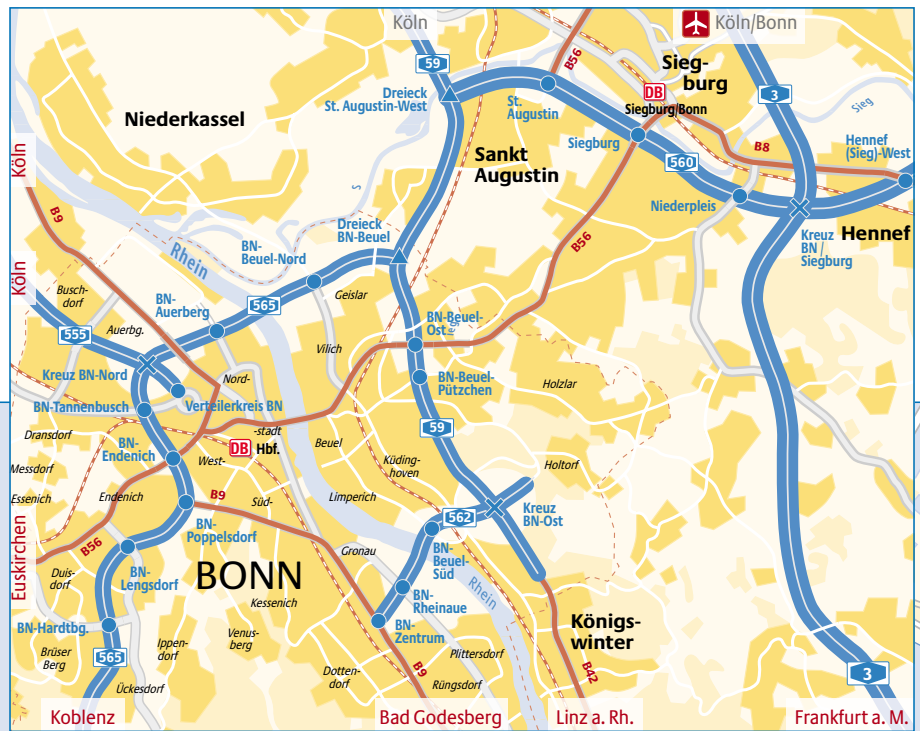 Köln
Köln/Bonn
59
B56
Sieg-
burg
3
DB
Siegburg/Bonn
Dreieck
St. Augustin-West
St.
Augustin
Sieg
Niederkassel
Siegburg
B8
Hennef
(Sieg)-West
Sankt
Augustin
560
Köln
S
Niederpleis
B9
Dreieck
BN-Beuel
Hennef
Kreuz
BN /
Siegburg
Rhein
BN-
Beuel-Nord
B56
Köln
Busch-
dorf
BN-
Auerberg
565
Geislar
555
Auerbg.
BN-Beuel-
Ost
Vilich
Kreuz BN-Nord
Nord-
BN-Beuel-
Pützchen
Holzlar
BN-Tannenbusch
Verteilerkreis BN
59
Dransdorf
-stadt
Beuel
BN-
Endenich
DB
Hbf.
Messdorf
West-
Küding-
hoven
Holtorf
Essenich
Endenich
B9
Süd-
Limperich
562
Kreuz
BN-Ost
BN-
Poppelsdorf
Euskirchen
B56
Gronau
BN-
Beuel-
Süd
Duis-
dorf
BN-
Lengsdorf
BONN
Rhein
BN-
Rheinaue
Kessenich
BN-Hardtbg.
BN-
Zentrum
Königs-
winter
Brüser
Berg
565
Ippen-
dorf
Venus-
berg
Plittersdorf
Dotten-
dorf
B9
Rüngsdorf
B42
3
Ückesdorf
Koblenz
Bad Godesberg
Linz a. Rh.
Frankfurt a. M.